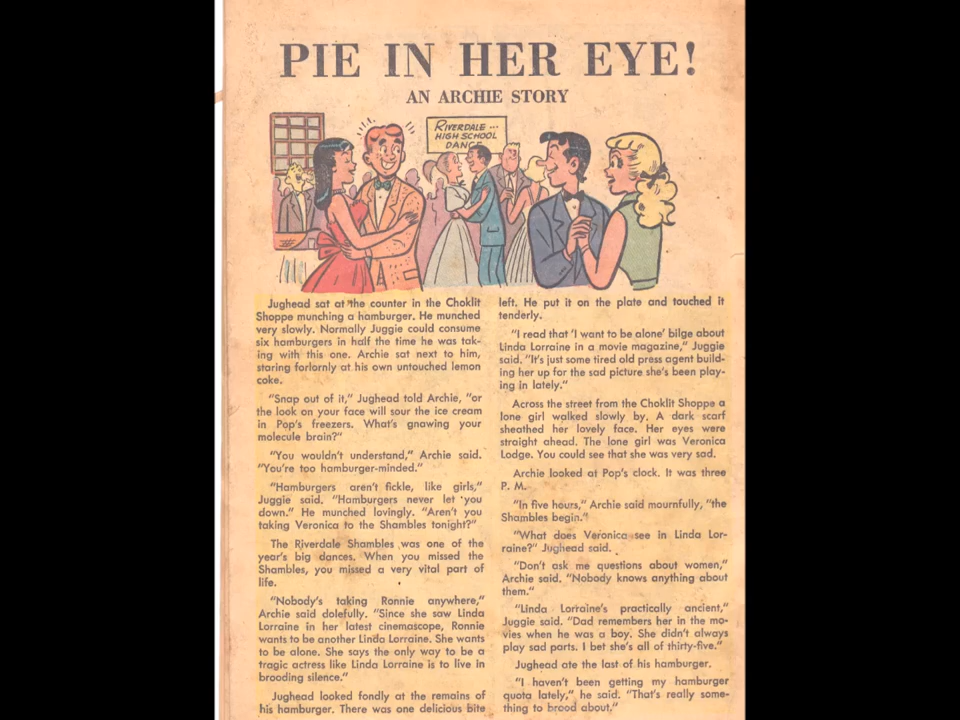 PIE IN HER EYE!
AN ARCHIE STORY
RIVERDALE...
HIGH SCHOOL
DANCE
Jughead sat at the counter in the Choklit
Shoppe munching a hamburger. He munched
very slowly. Normally Juggie could consume
six hamburgers in half the time he was tak-
ing with this one. Archie sat next to him,
staring forlornly at his own untouched lemon
coke.
"Snap out of it," Jughead told Archie, "or
the look on your face will sour the ice cream
in Pop's freezers. What's gnawing your
molecule brain?"
"You wouldn't understand," Archie said.
"You're too hamburger-minded."
"Hamburgers aren't fickle, like girls,"
Juggie said. "Hamburgers never let you
down." He munched lovingly. "Aren't you
taking Veronica to the Shambles tonight?"
The Riverdale Shambles was one of the
year's big dances. When you missed the
Shambles, you missed a very vital part of
life.
"Nobody's taking Ronnie anywhere,"
Archie said dolefully. "Since she saw Linda
Lorraine in her latest cinemascope, Ronnie
wants to be another Linda Lorraine. She wants
to be alone. She says the only way to be a
tragic actress like Linda Lorraine is to live in
brooding silence."
Jughead looked fondly at the remains of
his hamburger. There was one delicious bite
left. He put it on the plate and touched it
tenderly.
"I read that 'I want to be alone' bilge about
Linda Lorraine in a movie magazine," Juggie
said. "It's just some tired old press agent build-
ing her up for the sad picture she's been play-
ing in lately."
Across the street from the Choklit Shoppe a
lone girl walked slowly by. A dark scarf
sheathed her lovely face. Her eyes were
straight ahead. The lone girl was Veronica
Lodge. You could see that she was very sad.
Archie looked at Pop's clock. It was three
P. M.
"In five hours," Archie said mournfully, "the
Shambles begin."
"What does Veronica see in Linda Lor-
raine?" Jughead said.
"Don't ask me questions about women,"
Archie said. "Nobody knows anything about
them."
"Linda Lorraine's practically ancient,"
Juggie said. "Dad remembers her in the mo-
vies when he was a boy. She didn't always
play sad parts. I bet she's all of thirty-five."
Jughead ate the last of his hamburger.
"I haven't been getting my hamburger
quota lately," he said. "That's really some-
thing to brood about."